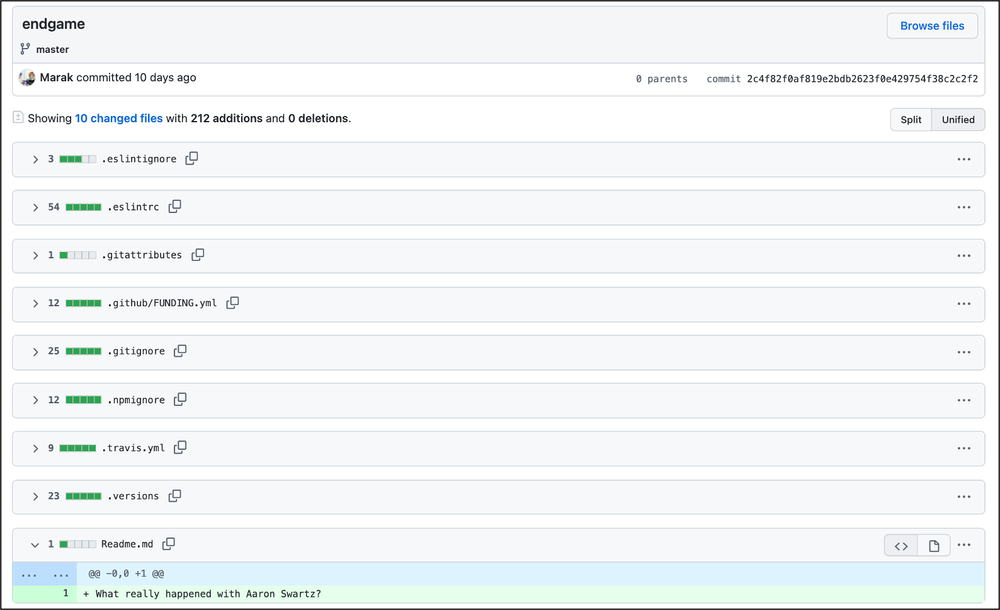 endgame
Browse files
master
Marak committed 10 days ago
0 parents commit 2c4f82f0af819e2bdb2623f0e429754f38c2c2f2
Showing 10 changed files with 212 additions and 0 deletions.
Split Unified
3 .eslintignore
54 .eslintrc
1 .gitattributes
12 .github/FUNDING.yml
25 .gitignore
12 .npmignore
9 .travis.yml
23 .versions
1 Readme.md
... ... @@ -0,0 +1 @@
1 + What really happened with Aaron Swartz?